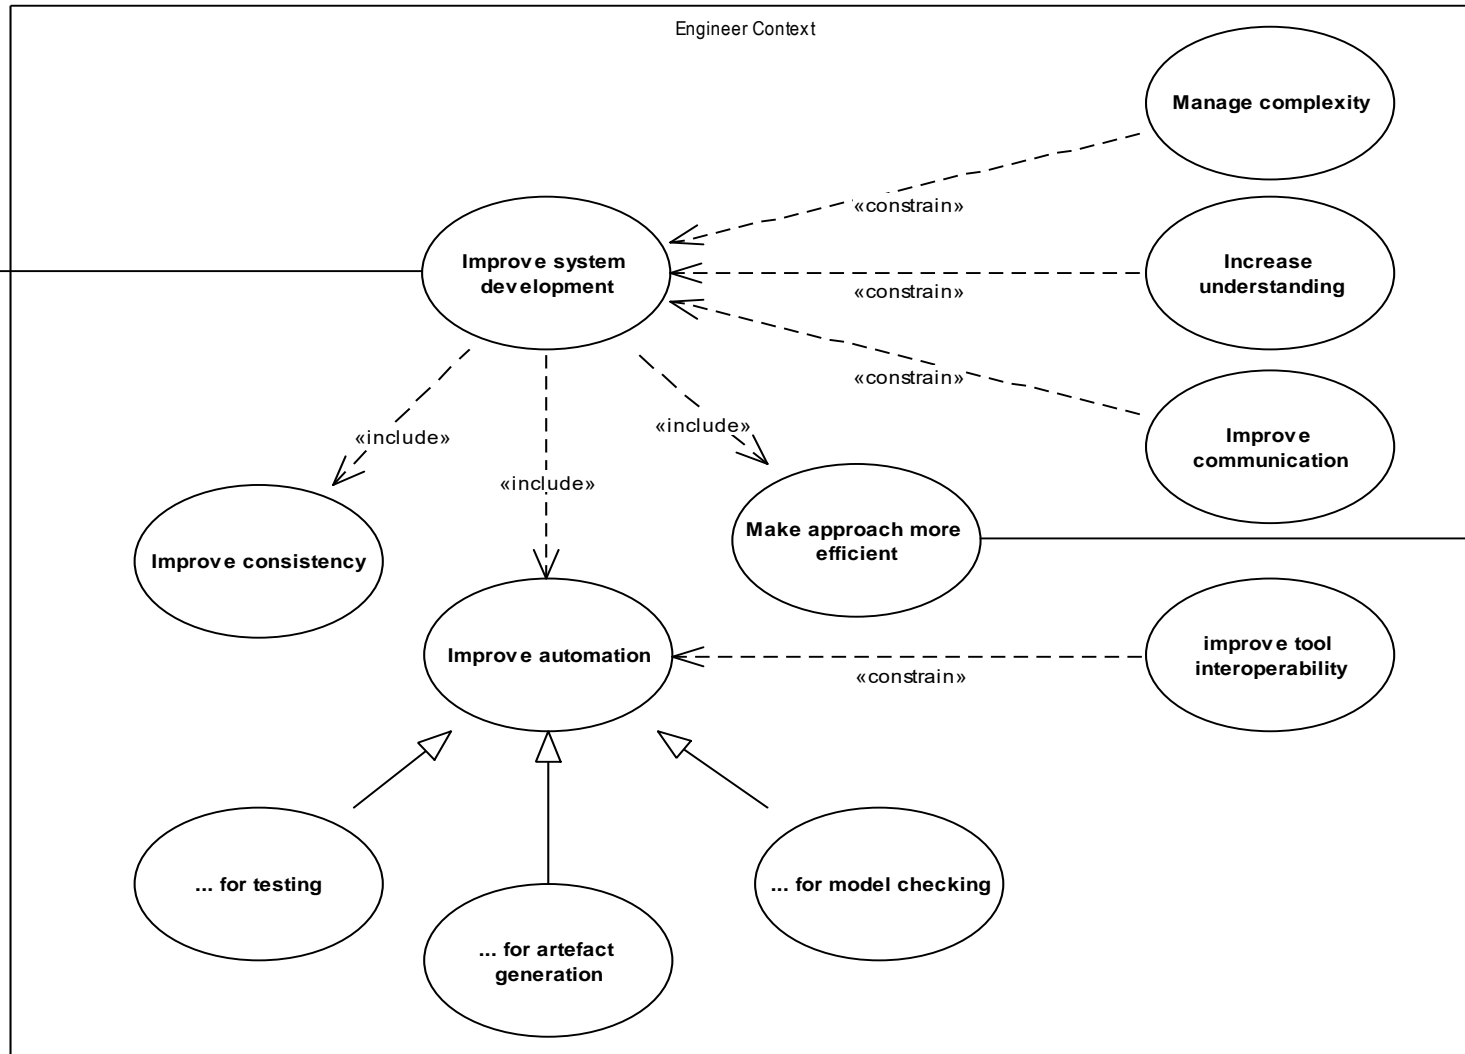 Engineer Context
Manage complexity
«constrain»
Improve system
development
Increase
understanding
«constrain»
«constrain»
Improve
communication
«include»
«include»
«include»
Make approach more
efficient
Improve consistency
Improve automation
improve tool
interoperability
«constrain»
... for testing
... for model checking
... for artefact
generation